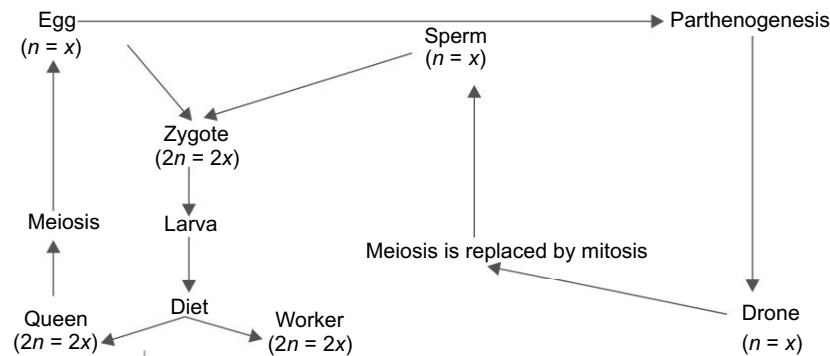 Egg
(n = x)
Parthenogenesis
Sperm
(n = x)
Zygote
(2n = 2x)
Meiosis
Larva
Meiosis is replaced by mitosis
Diet
Queen
(2n = 2x)
Worker
(2n = 2x)
Drone
(n = x)